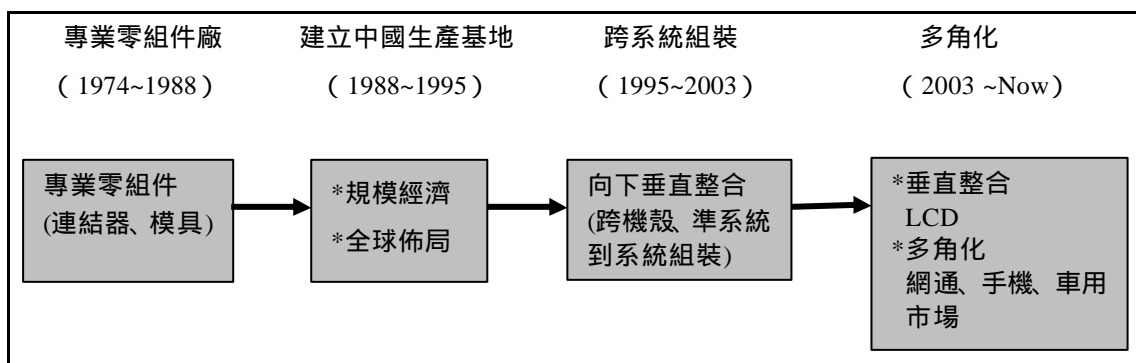 專業零組件廠
(1974~1988)
建立中國生產基地
(1988~1995)
跨系統組裝
(1995~2003)
多角化
(2003 ~Now)
專業零組件
(連結器、模具)
*規模經濟
*全球佈局
向下垂直整合
(跨機殼、準系統
到系統組裝)
*垂直整合
LCD
*多角化
網通、手機、車用
市場